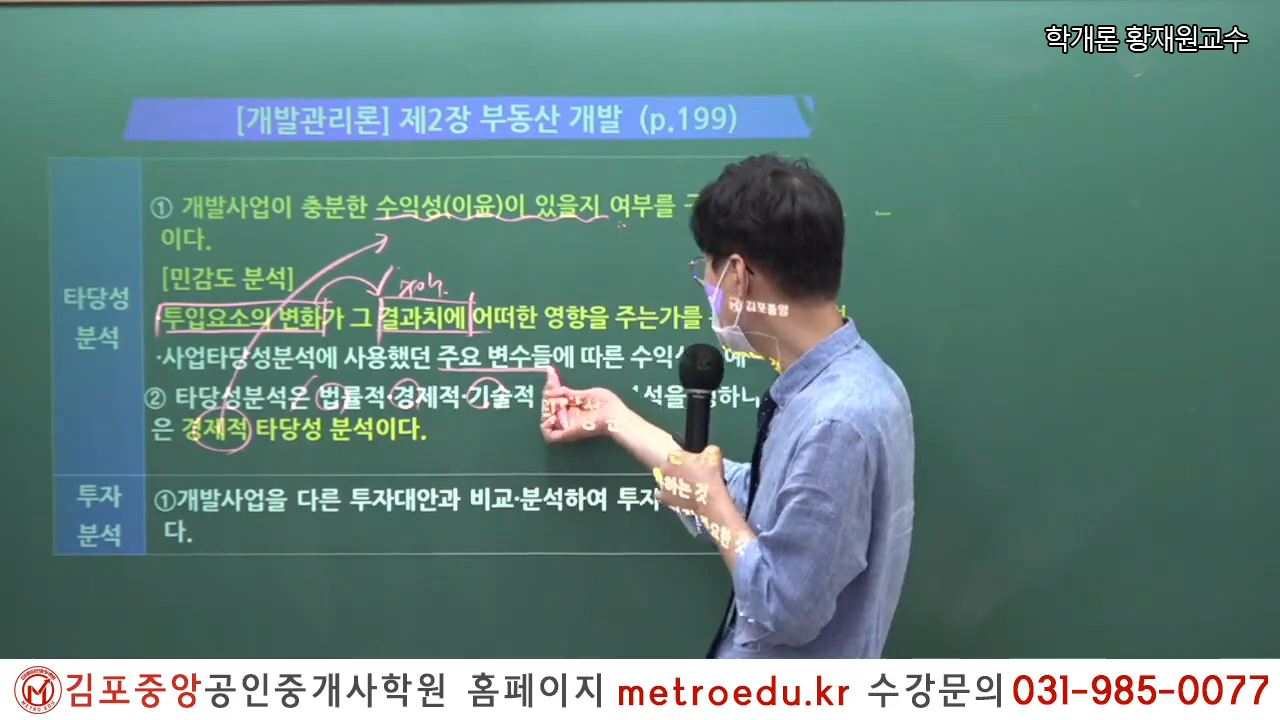 학개론 황재원교수
[개발관리론] 제2장 부동산 개발 (p.199)
타당성
분석
① 개발사업이 충분한 수익성(이윤)이 있을지 여부를
이다.
[민감도 분석]
·투입요소의 변화가 그 결과치에 어떠한 영향을 주는가를
·사업타당성분석에 사용했던 주요 변수들에 따른
② 타당성분석은 법률적·경제적·기술적
은 경제적 타당성 분석이다.
투자
분석
①개발사업을 다른 투자대안과 비교·분석하여 투자
다.
하는 것
김포중앙
METRO EDU
김포중앙공인중개사학원 홈페이지 metroedu.kr 수강문의 031-985-0077